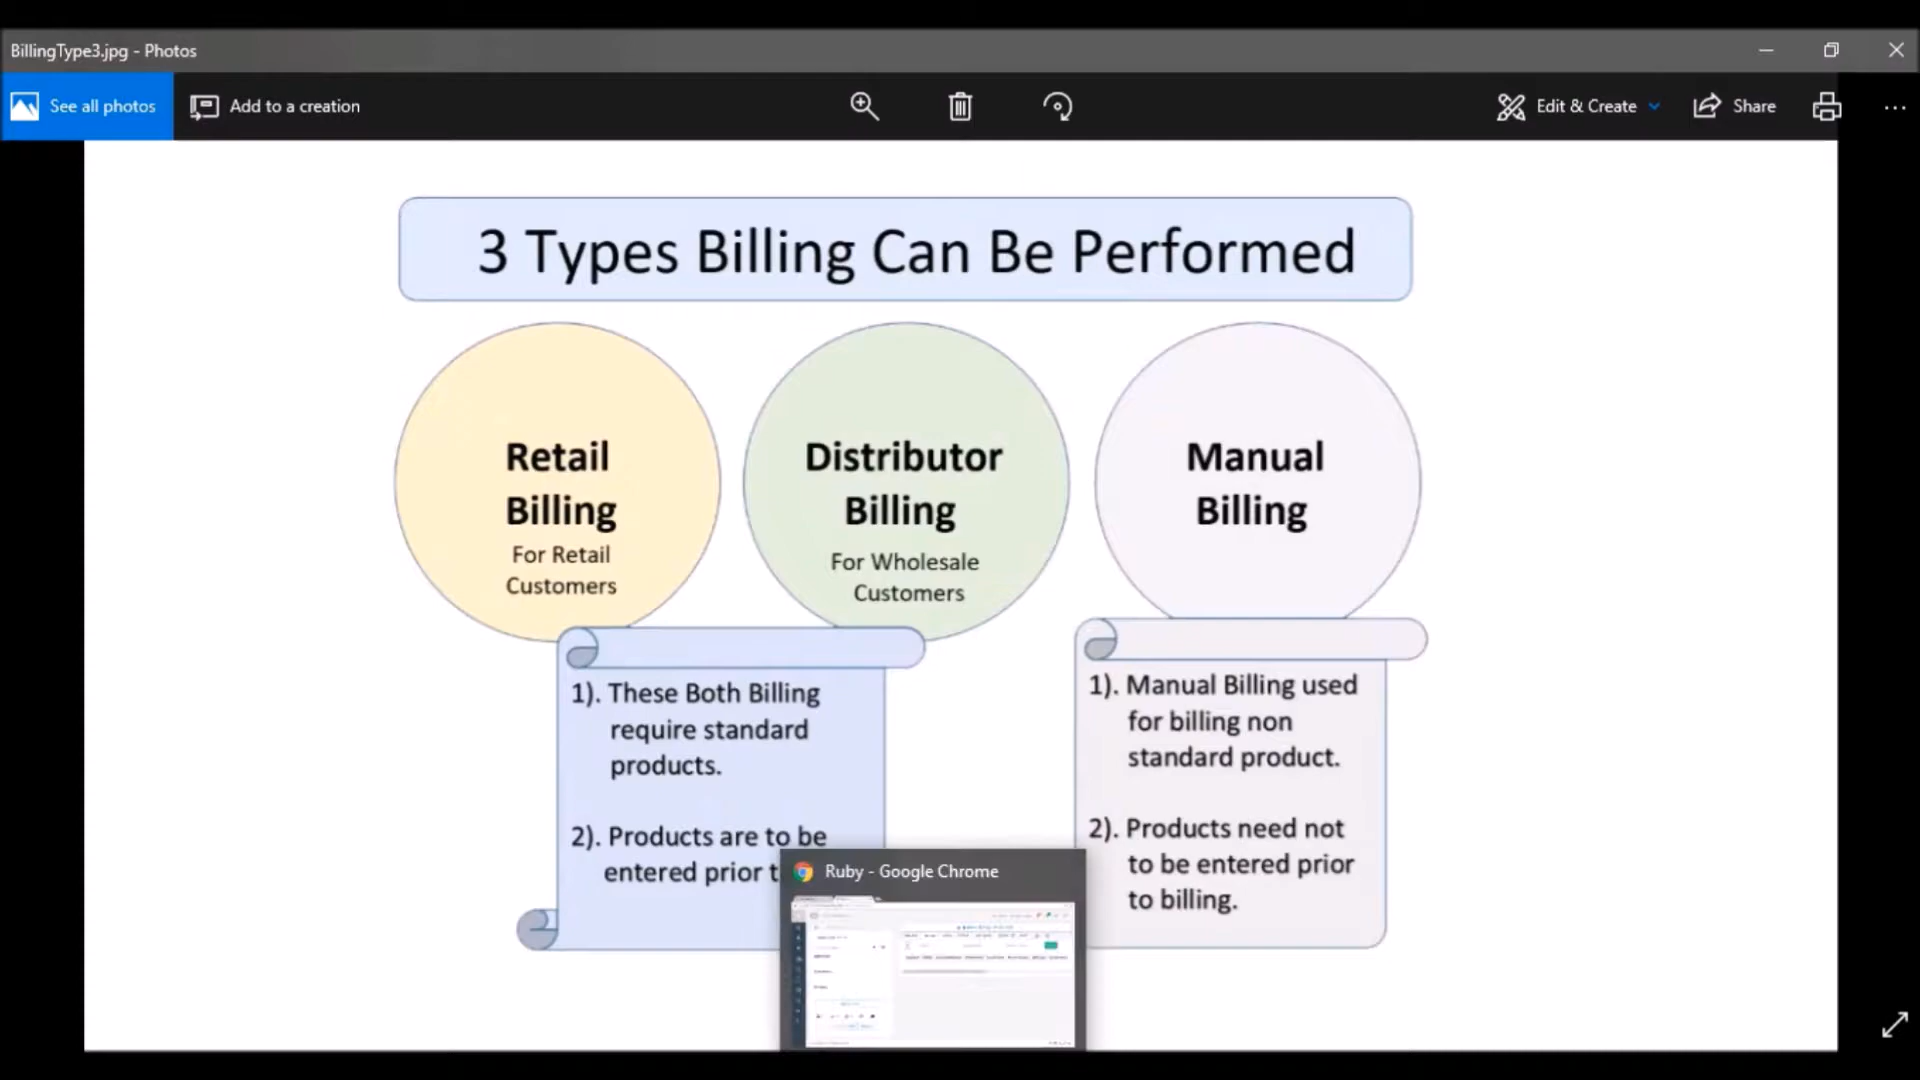 BillingType3.jpg - Photos
See all photos
Add to a creation
Edit & Create
Share
3 Types Billing Can Be Performed
Retail
Billing
For Retail
Customers
Distributor
Billing
For Wholesale
Customers
Manual
Billing
1). These Both Billing
require standard
products.
2). Products are to be
entered prior
1). Manual Billing used
for billing non
standard product.
2). Products need not
to be entered prior
to billing.
Ruby - Google Chrome